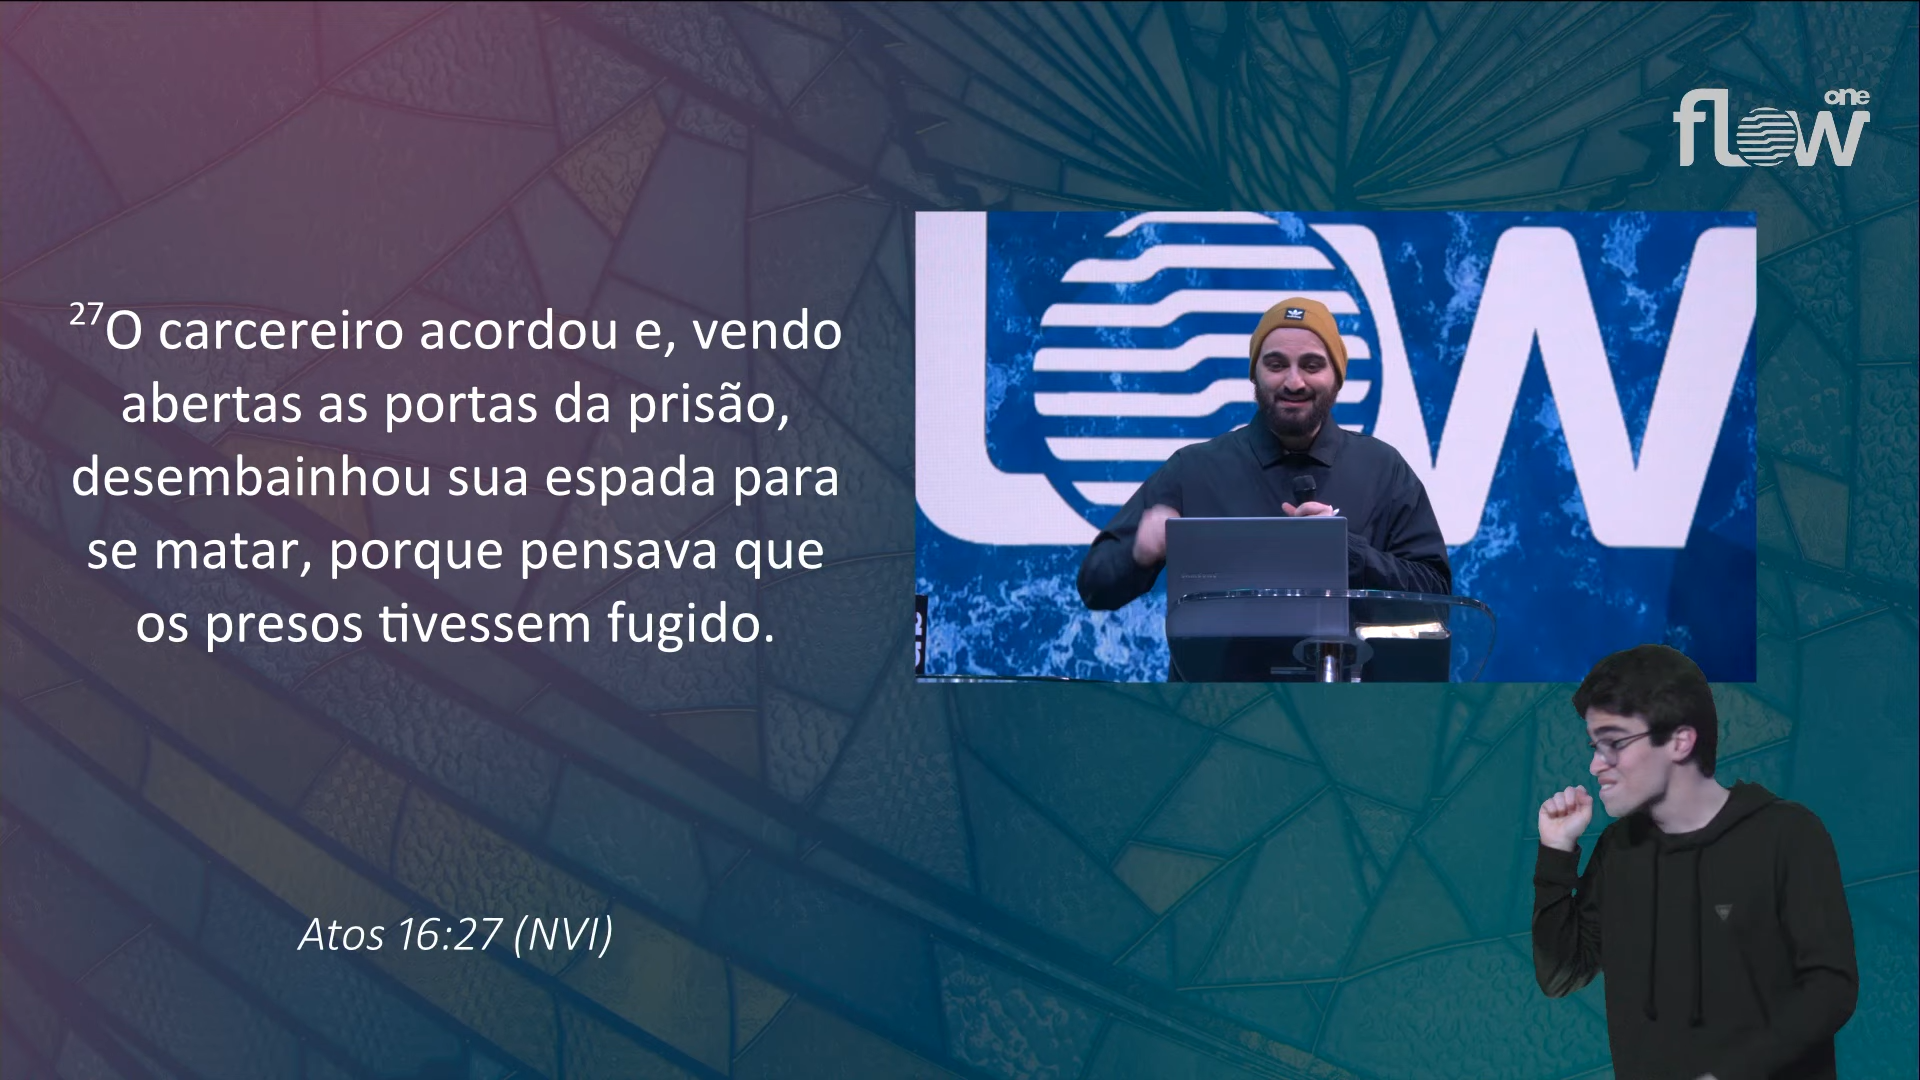 one
flow
²⁷O carcereiro acordou e, vendo
abertas as portas da prisão,
desembainhou sua espada para
se matar, porque pensava que
os presos tivessem fugido.
Atos 16:27 (NVI)